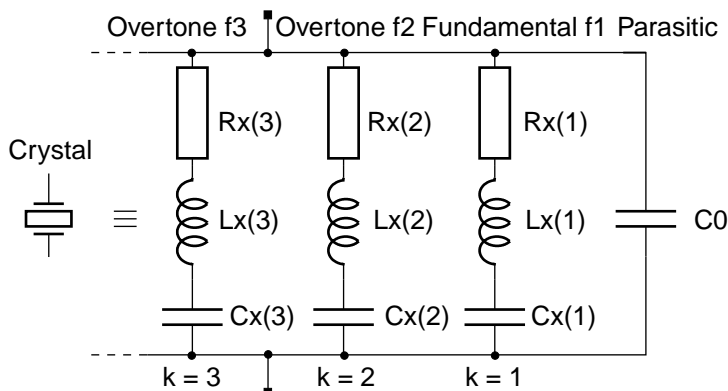 Overtone f3 Overtone f2 Fundamental f1 Parasitic
Rx(3) Rx(2) Rx(1)
Crystal
Lx(3) Lx(2) Lx(1) C0
Cx(3) Cx(2) Cx(1)
k = 3 k = 2 k = 1